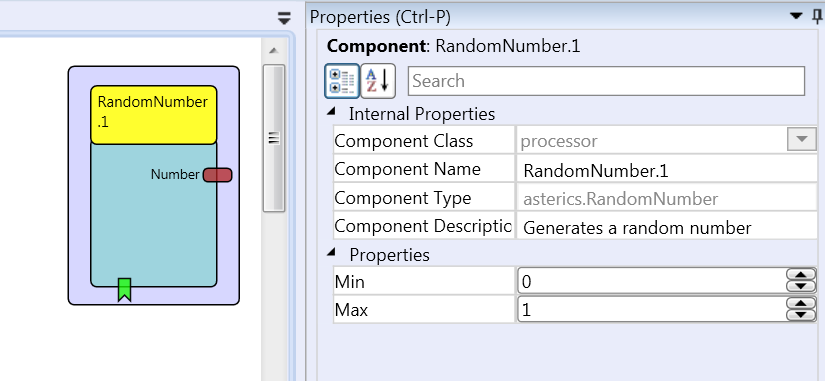 RandomNumber
.1
Number
Properties (Ctrl-P)
Component: RandomNumber.1
A
Z
Search
Internal Properties
Component Class processor
Component Name RandomNumber.1
Component Type asterics.RandomNumber
Component Descriptio Generates a random number
Properties
Min 0
Max 1